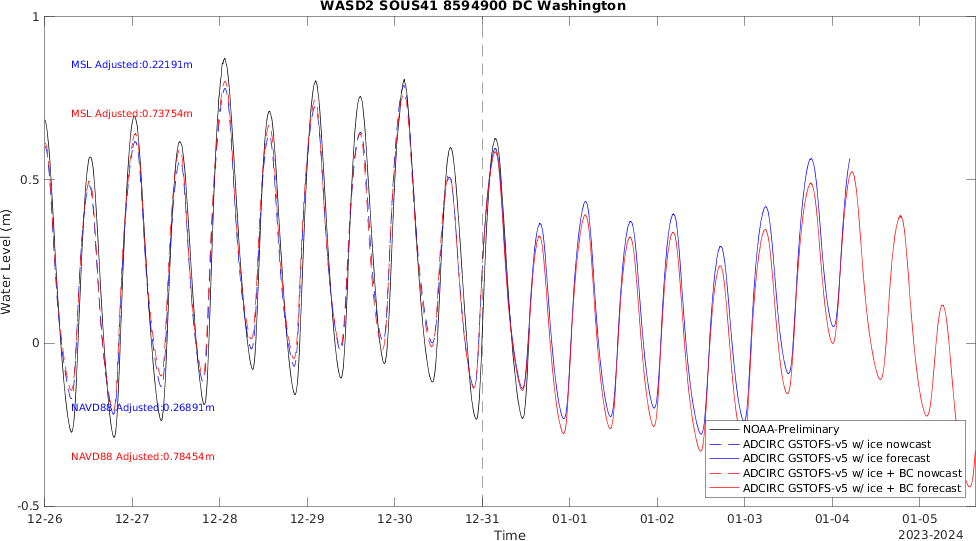 WASD2 SOUS41 8594900 DC Washington
1
MSL Adjusted:0.22191m
MSL Adjusted:0.73754m
0.5
Water Level (m)
0
NAVD88 Adjusted:0.26891m
NAVD88 Adjusted:0.78454m
NOAA-Preliminary
ADCIRC GSTOFS-v5 w/ ice nowcast
ADCIRC GSTOFS-v5 w/ ice forecast
ADCIRC GSTOFS-v5 w/ ice + BC nowcast
ADCIRC GSTOFS-v5 w/ ice + BC forecast
-0.5
12-26 12-27 12-28 12-29 12-30 12-31 01-01 01-02 01-03 01-04 01-05
Time
2023-2024